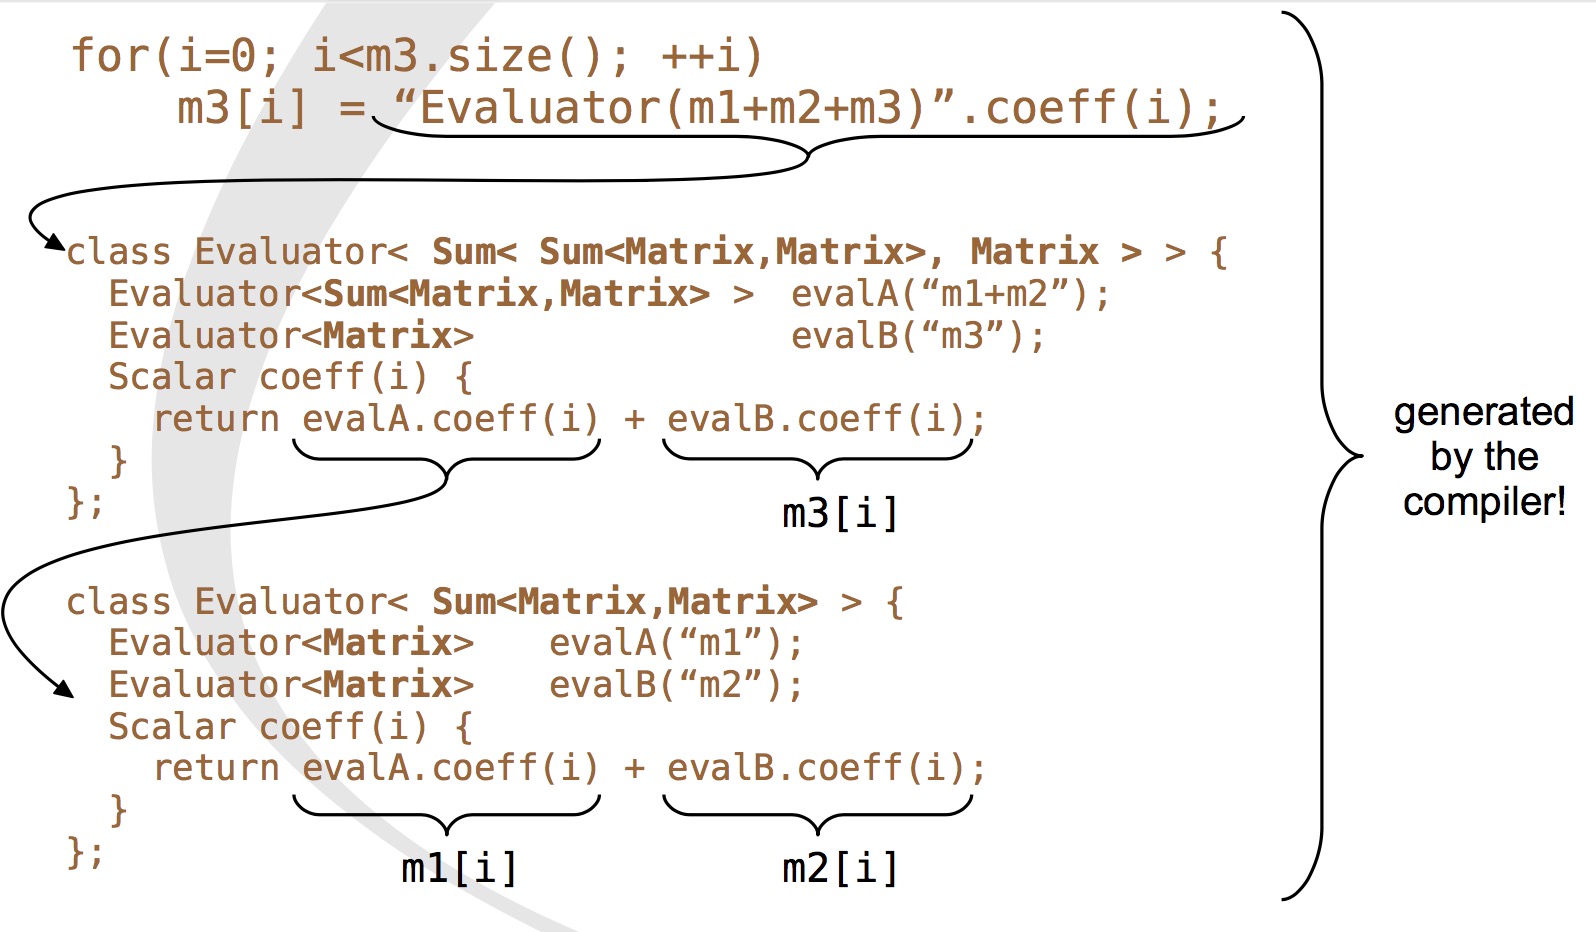 for(i=0; i<m3.size(); ++i)
m3[i] = “Evaluator(m1+m2+m3)”.coeff(i);
class Evaluator< Sum< Sum<Matrix,Matrix>, Matrix > > {
Evaluator<Sum<Matrix,Matrix> > evalA(“m1+m2”);
Evaluator<Matrix> evalB(“m3”);
Scalar coeff(i) {
return evalA.coeff(i) + evalB.coeff(i);
}
};
m3[i]
class Evaluator< Sum<Matrix,Matrix> > {
Evaluator<Matrix> evalA(“m1”);
Evaluator<Matrix> evalB(“m2”);
Scalar coeff(i) {
return evalA.coeff(i) + evalB.coeff(i);
}
};
m1[i] m2[i]
generated
by the
compiler!